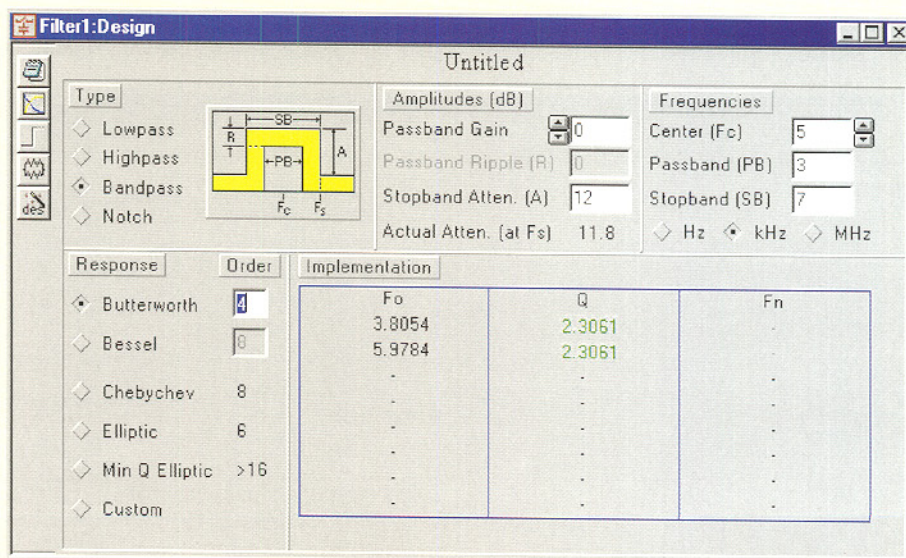 Filter1:Design
Untitled
Type
Lowpass
Highpass
Bandpass
Notch
SB
R
PB
A
Fc
Fs
Amplitudes (dB)
Passband Gain 0
Passband Ripple (R) 0
Stopband Atten. (A) 12
Actual Atten. (at Fs) 11.8
Frequencies
Center (Fc) 5
Passband (PB) 3
Stopband (SB) 7
Hz kHz MHz
Response Order
Butterworth 4
Bessel 8
Chebychev 8
Elliptic 6
Min Q Elliptic >16
Custom
Implementation
Fo Q Fn
3.8054 2.3061
5.9784 2.3061
des